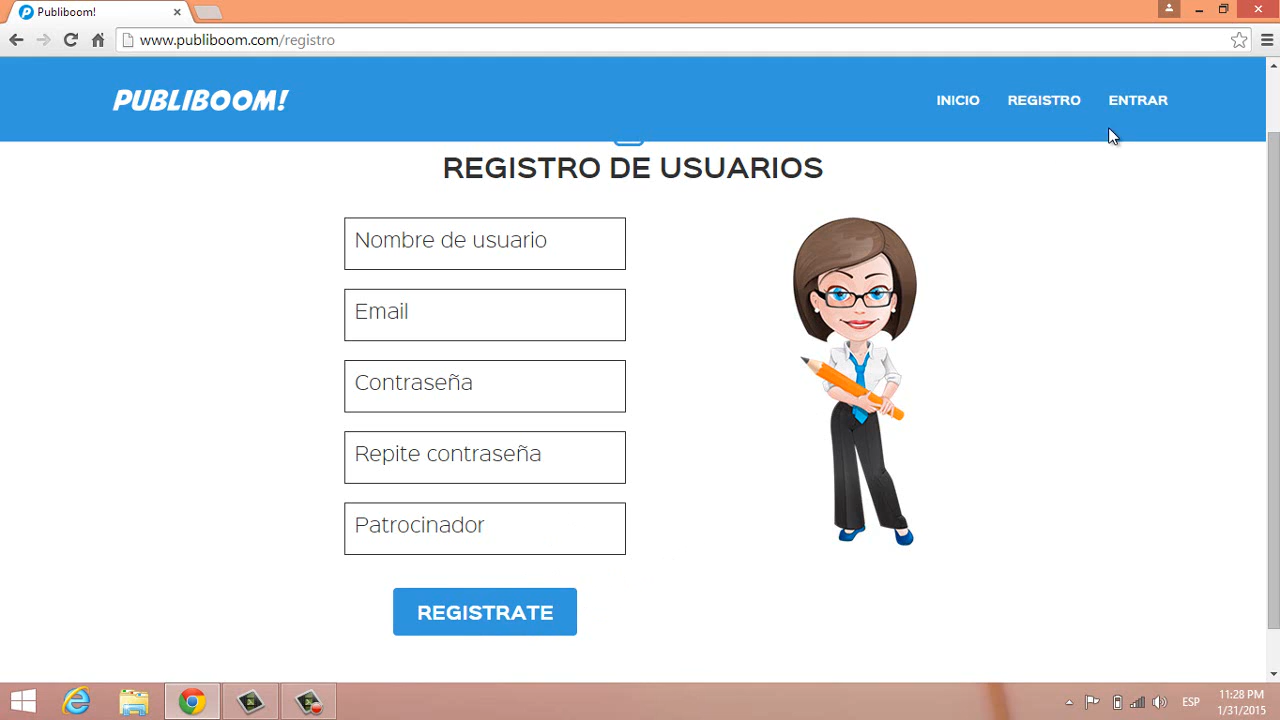 Publiboom!
www.publiboom.com/registro
PUBLIBOOM!
INICIO REGISTRO ENTRAR
REGISTRO DE USUARIOS
Nombre de usuario
Email
Contraseña
Repite contraseña
Patrocinador
REGISTRATE
ESP
11:28 PM
1/31/2015